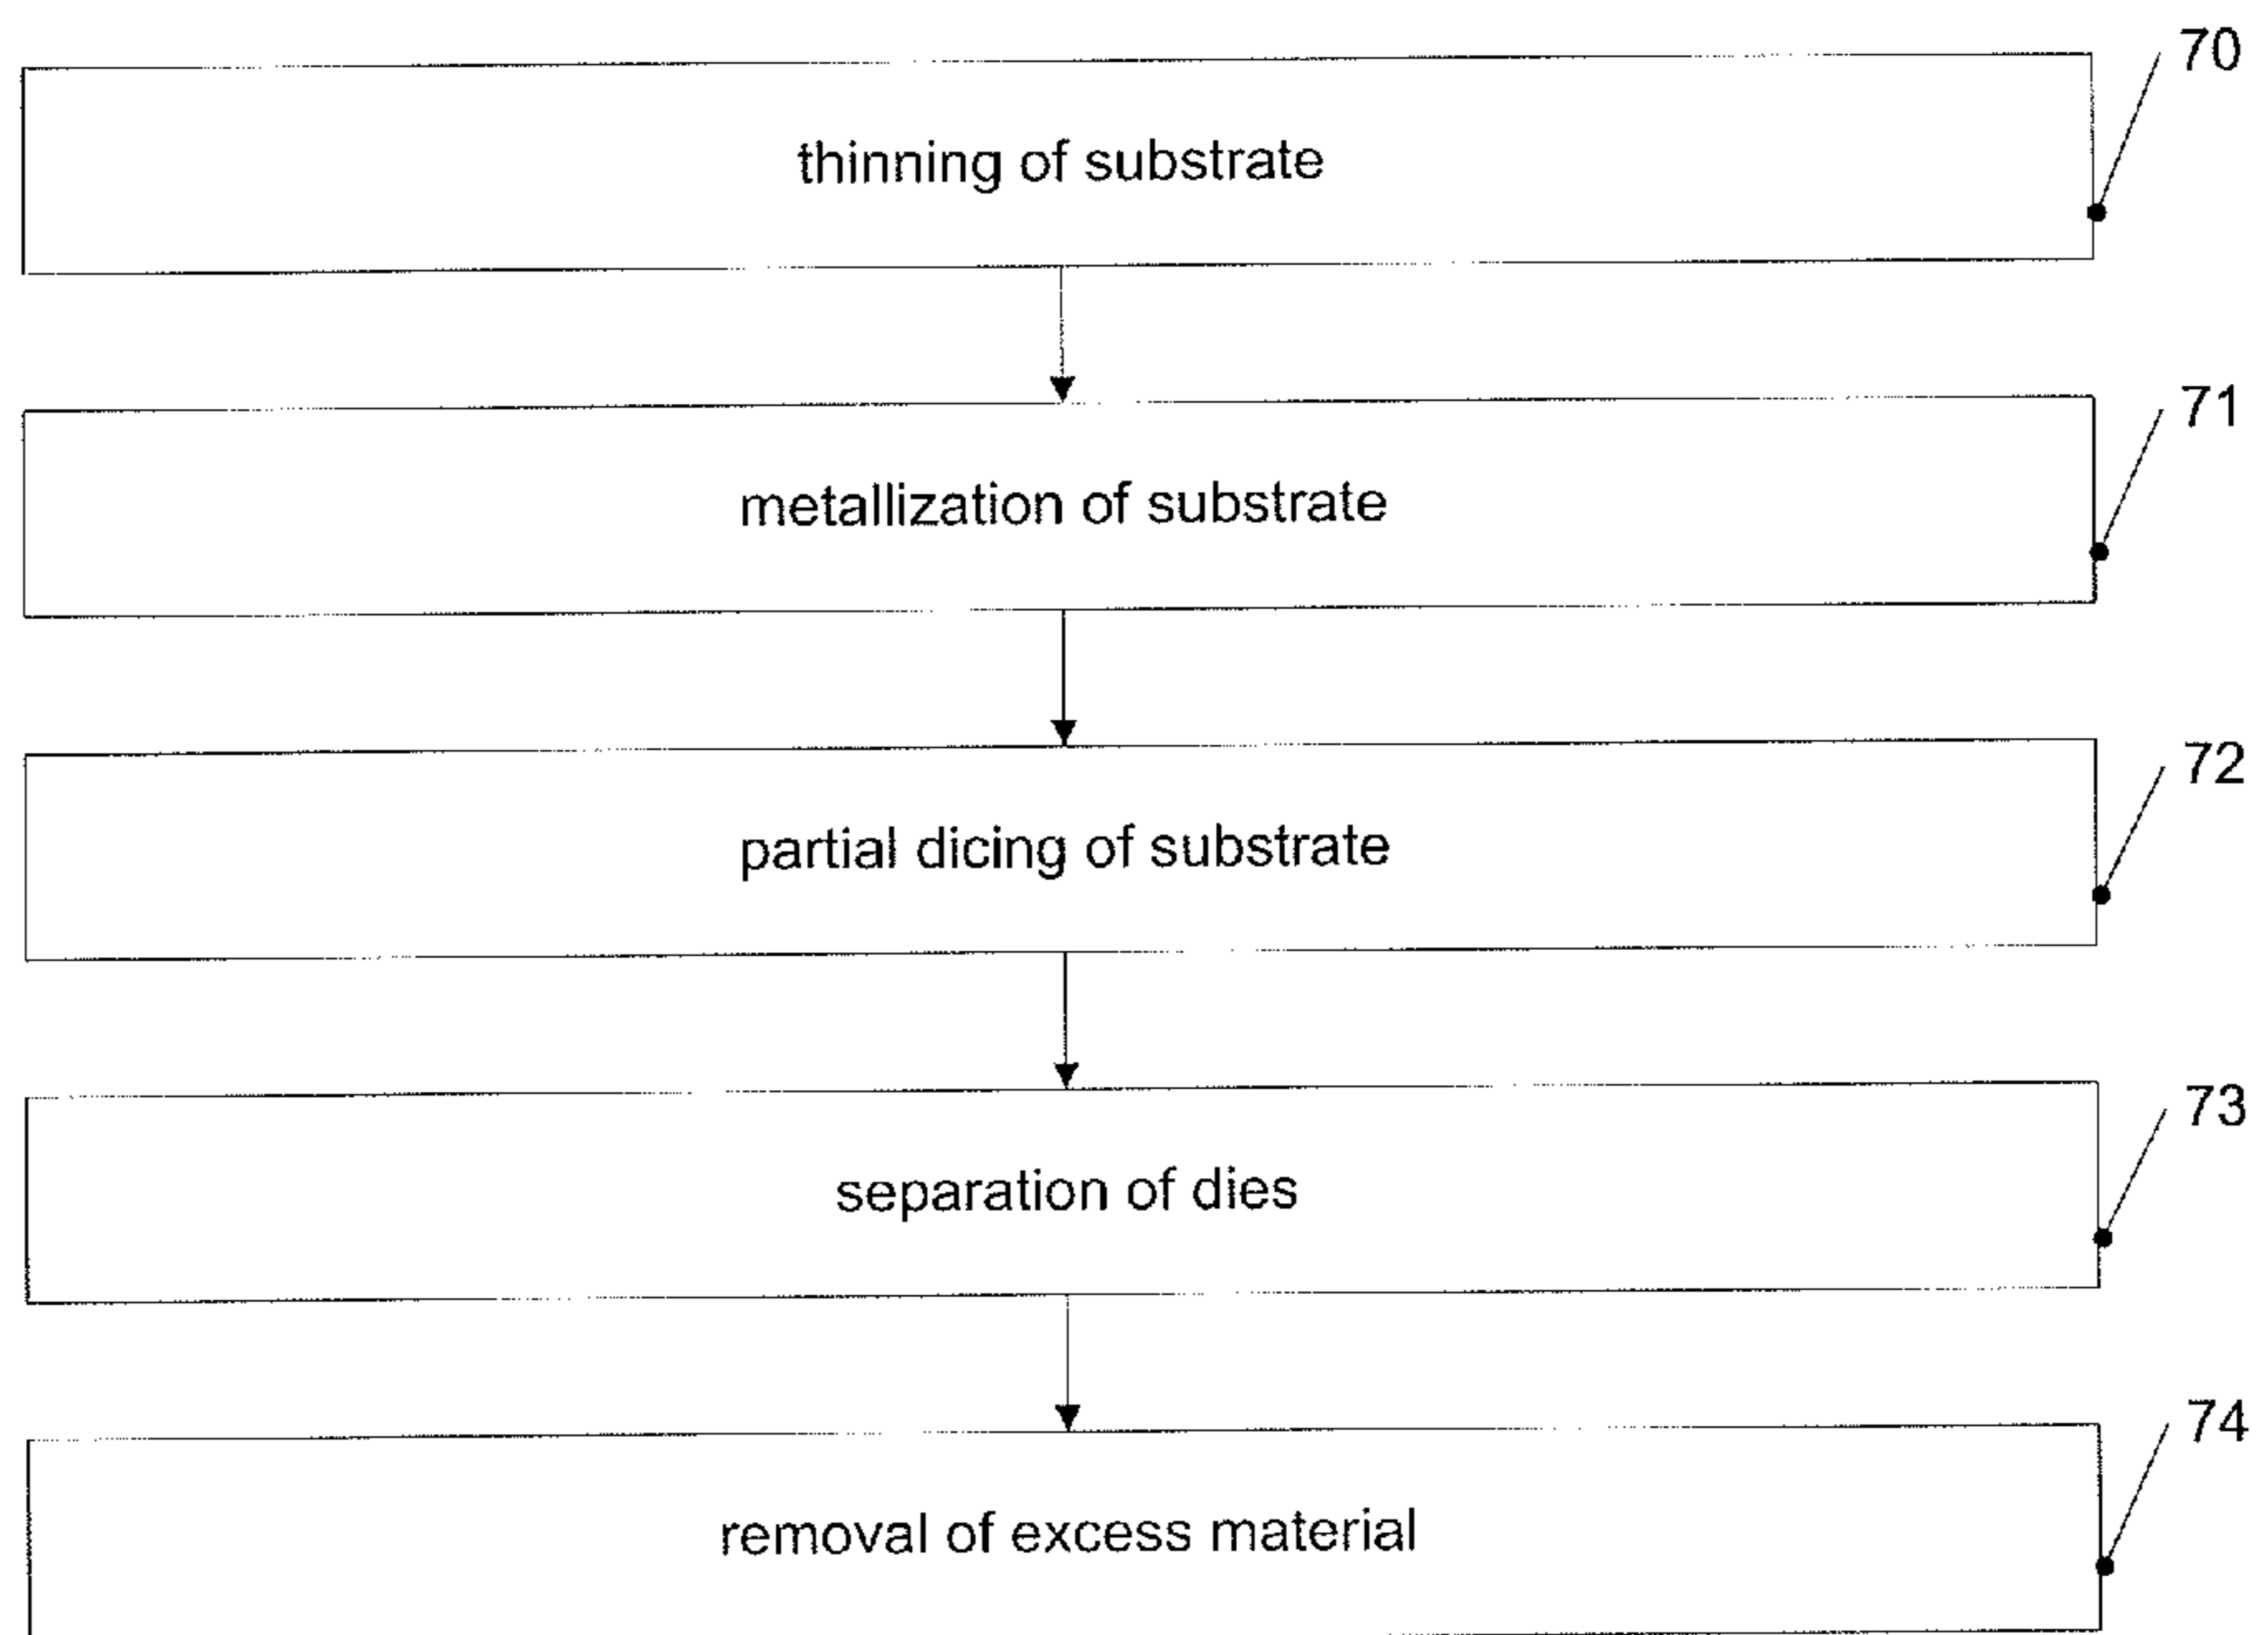 70
thinning of substrate
71
metallization of substrate
72
partial dicing of substrate
73
separation of dies
74
removal of excess material